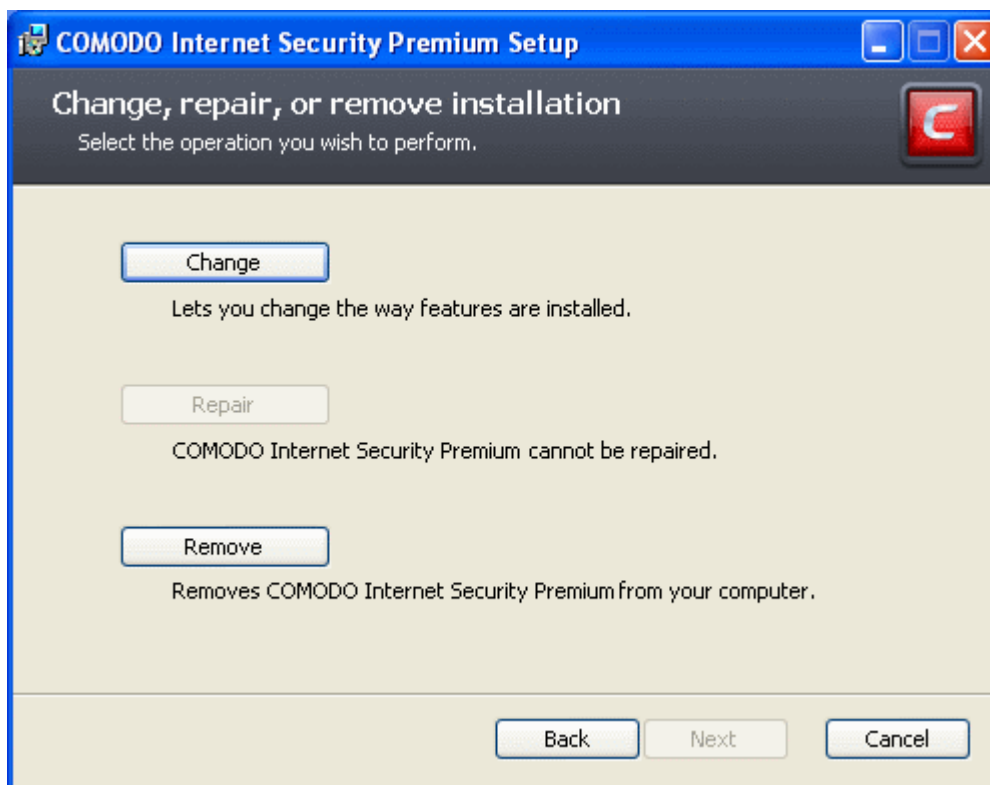 COMODO Internet Security Premium Setup
Change, repair, or remove installation
Select the operation you wish to perform.
C
Change
Lets you change the way features are installed.
Repair
COMODO Internet Security Premium cannot be repaired.
Remove
Removes COMODO Internet Security Premium from your computer.
Back
Next
Cancel